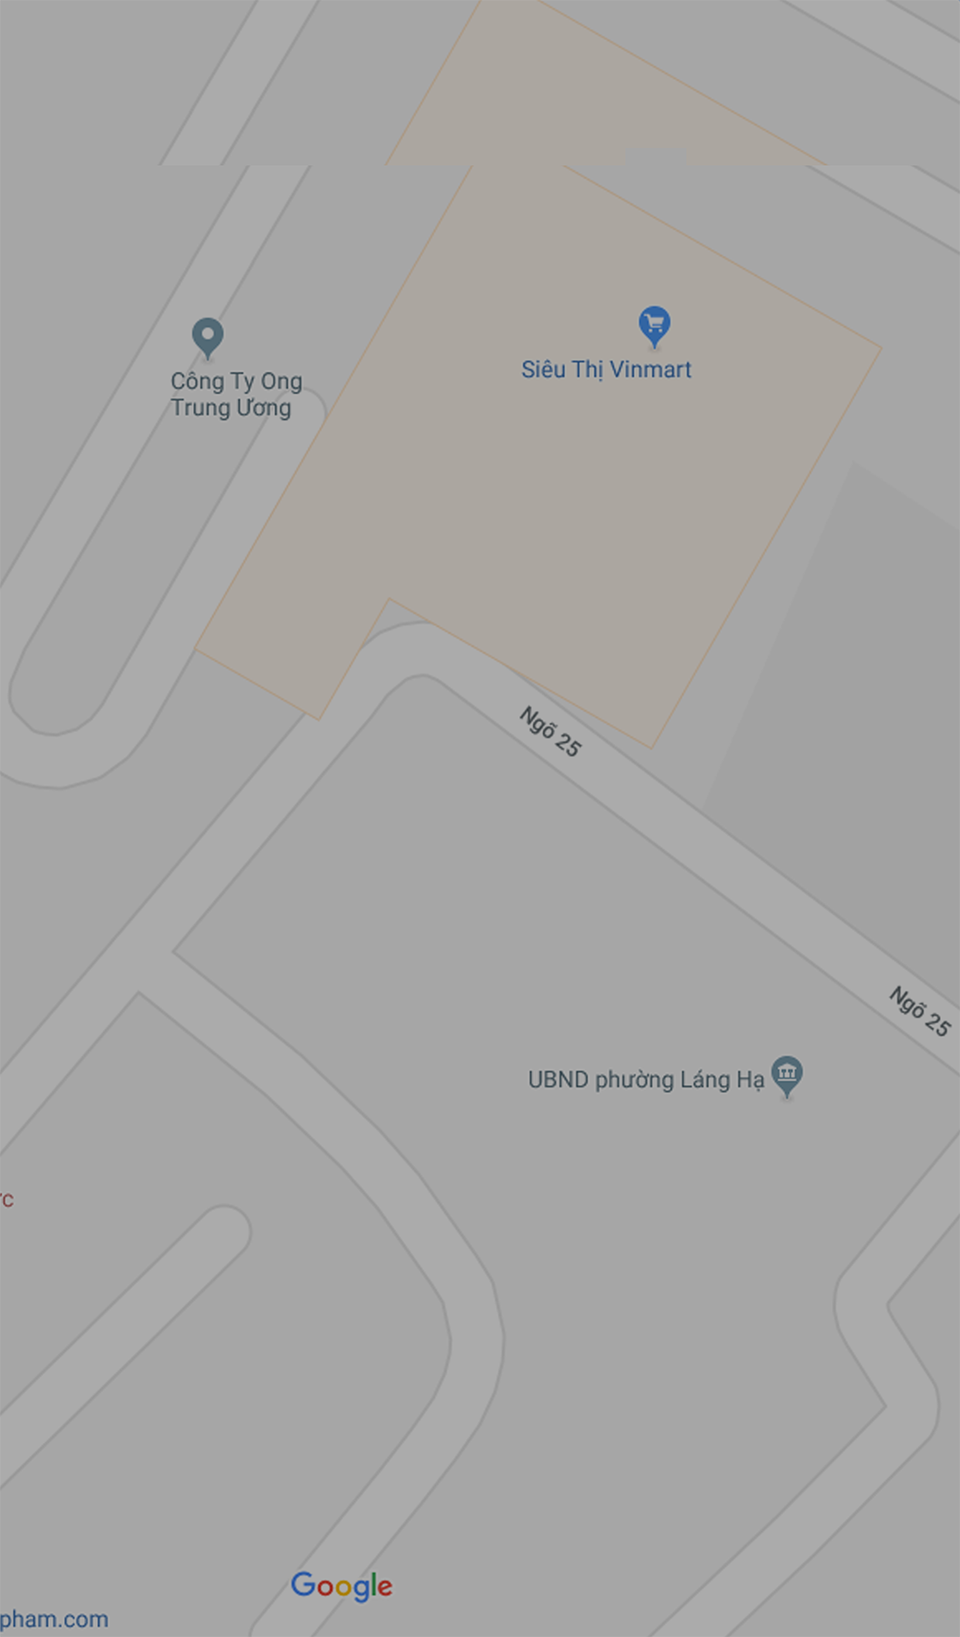 Siêu Thị Vinmart
Công Ty Ong
Trung Ương
Ngõ 25
Ngõ 25
UBND phường Láng Hạ
Google
pham.com